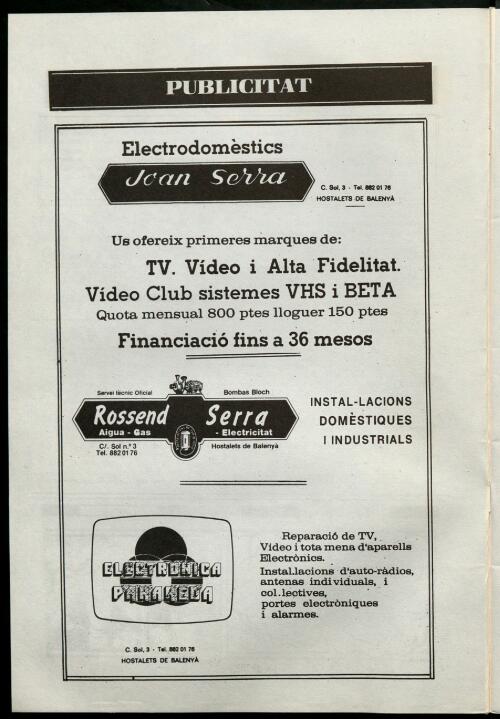 PUBLICITAT
Electrodomèstics
Joan Serra
C. Sol, 3 - Tel. 882 01 76
HOSTALETS DE BALENYÀ
Us ofereix primeres marques de:
TV. Vídeo i Alta Fidelitat.
Vídeo Club sistemes VHS i BETA
Quota mensual 800 ptes lloguer 150 ptes
Financiació fins a 36 mesos
Servei tècnic Oficial
Bombas Bloch
Rossend Serra
Aigua - Gas - Electricitat
C/. Sol n.º 3
Tel. 882 01 76
Hostalets de Balenyà
INSTAL-LACIONS
DOMÈSTIQUES
I INDUSTRIALS
ELECTRONICA
PARAREDA
C. Sol, 3 - Tel. 882 01 76
HOSTALETS DE BALENYÀ
Reparació de TV,
Vídeo i tota mena d'aparells
Electrònics.
Instal.lacions d'auto-ràdios,
antenas individuals, i
col.lectives,
portes electròniques
i alarmes.